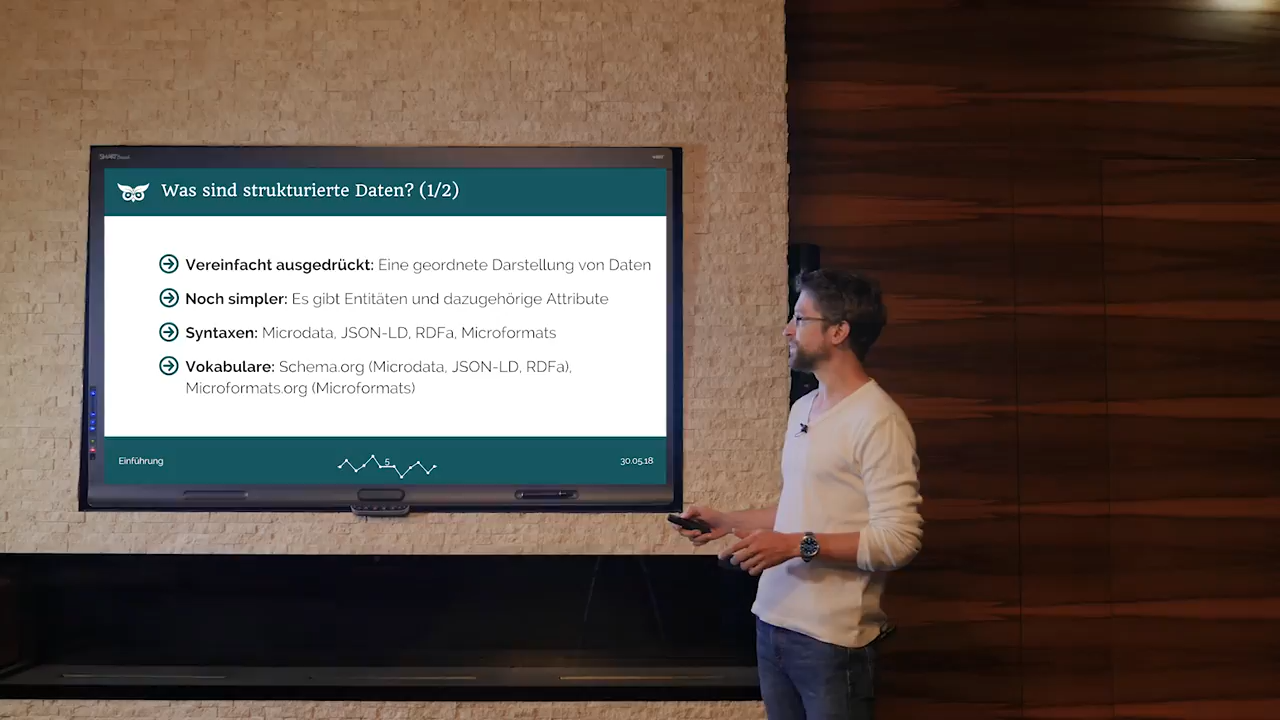 Was sind strukturierte Daten? (1/2)
Vereinfacht ausgedrückt: Eine geordnete Darstellung von Daten
Noch simpler: Es gibt Entitäten und dazugehörige Attribute
Syntaxen: Microdata, JSON-LD, RDFa, Microformats
Vokabulare: Schema.org (Microdata, JSON-LD, RDFa),
Microformats.org (Microformats)
Einführung
5
30.05.18